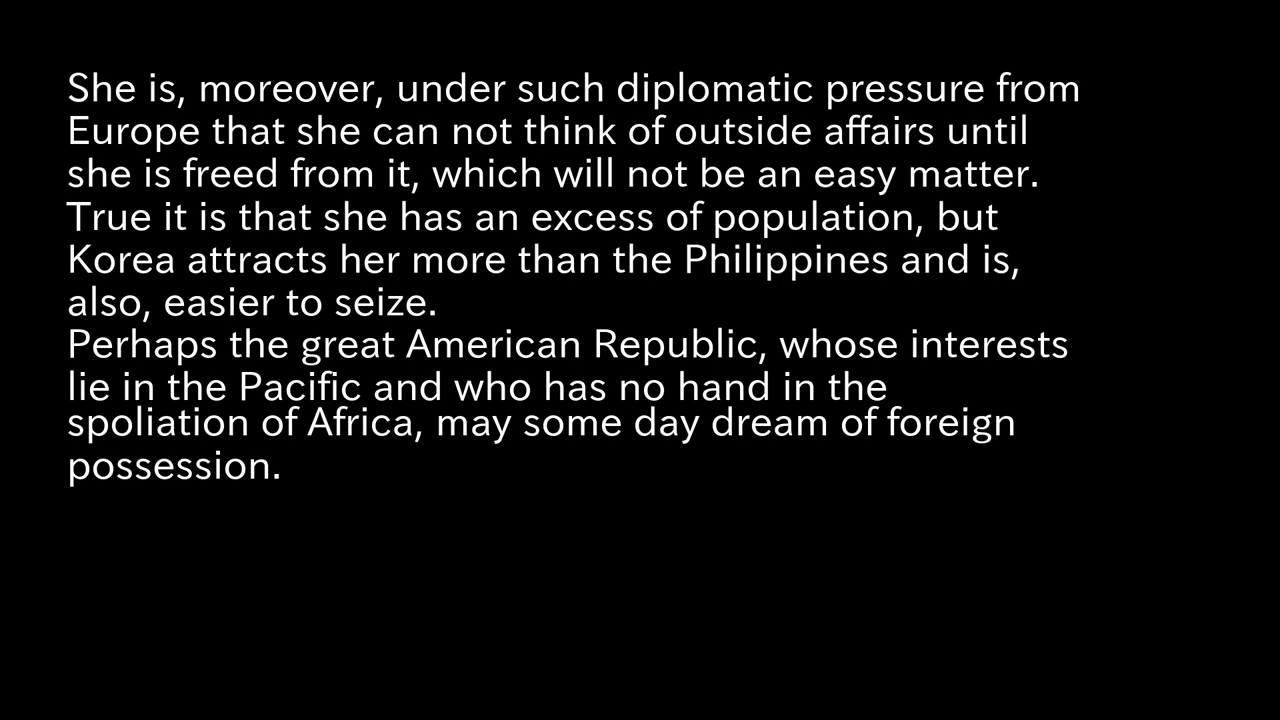 She is, moreover, under such diplomatic pressure from
Europe that she can not think of outside affairs until
she is freed from it, which will not be an easy matter.
True it is that she has an excess of population, but
Korea attracts her more than the Philippines and is,
also, easier to seize.
Perhaps the great American Republic, whose interests
lie in the Pacific and who has no hand in the
spoliation of Africa, may some day dream of foreign
possession.